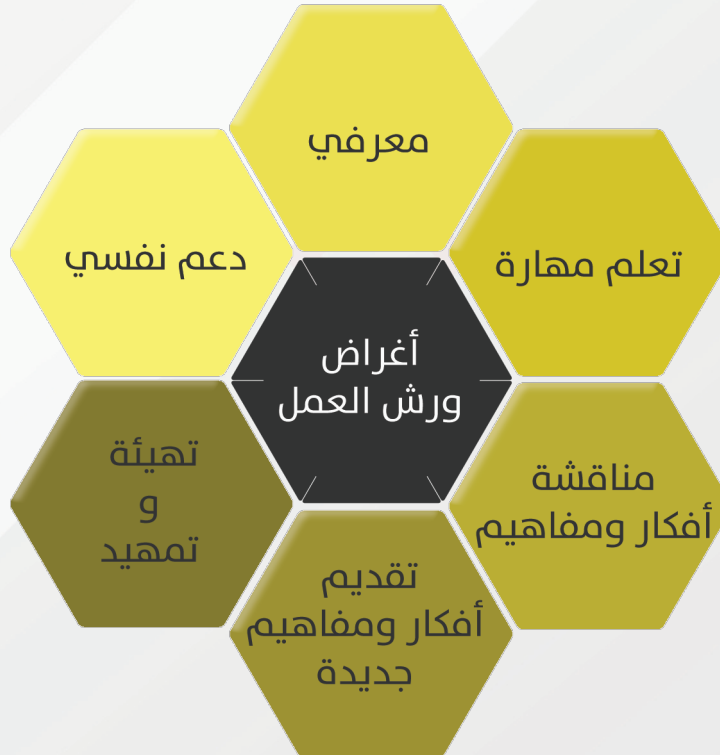 معرفي
تعلم مهارة
مناقشة
أفكار ومفاهيم
تقديم
أفكار ومفاهيم
جديدة
تهيئة
و
تمهيد
دعم نفسي
أغراض
ورش العمل